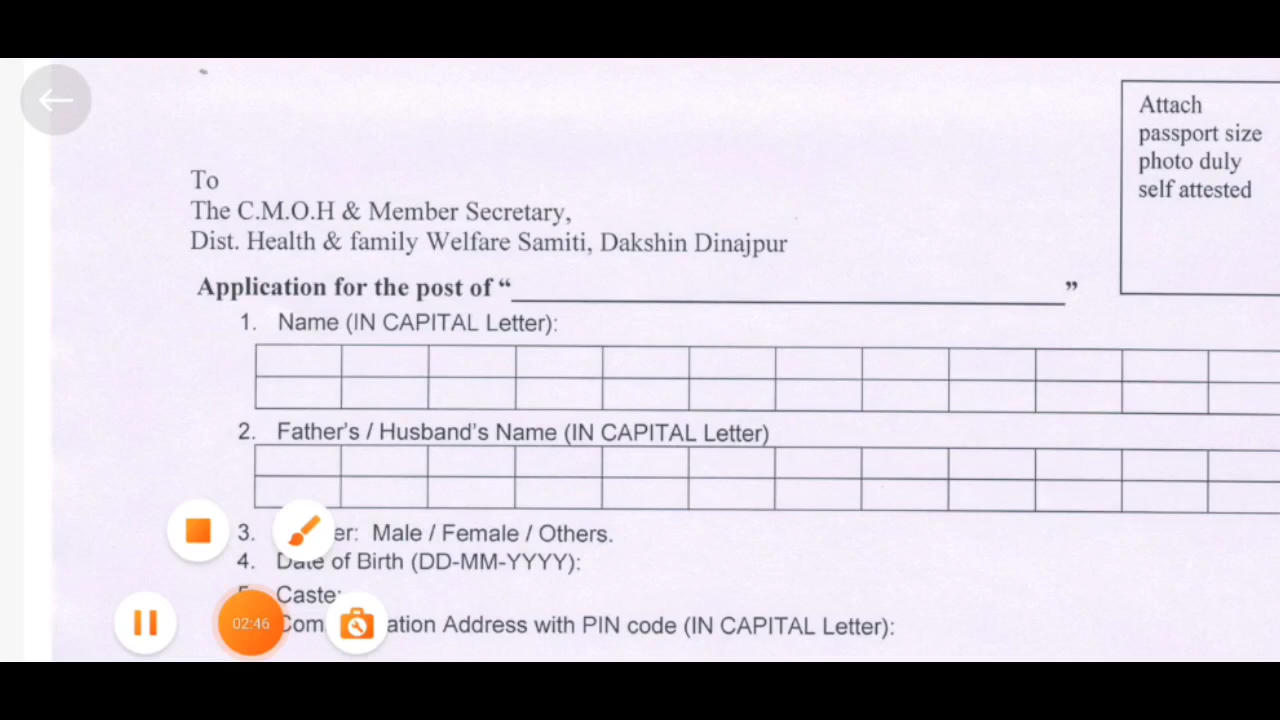 Attach
passport size
photo duly
self attested
To
The C.M.O.H & Member Secretary,
Dist. Health & family Welfare Samiti, Dakshin Dinajpur
Application for the post of “ ”
1. Name (IN CAPITAL Letter):
2. Father's / Husband's Name (IN CAPITAL Letter)
3. er: Male / Female / Others.
4. Date of Birth (DD-MM-YYYY):
Caste:
Com ation Address with PIN code (IN CAPITAL Letter):
02:46